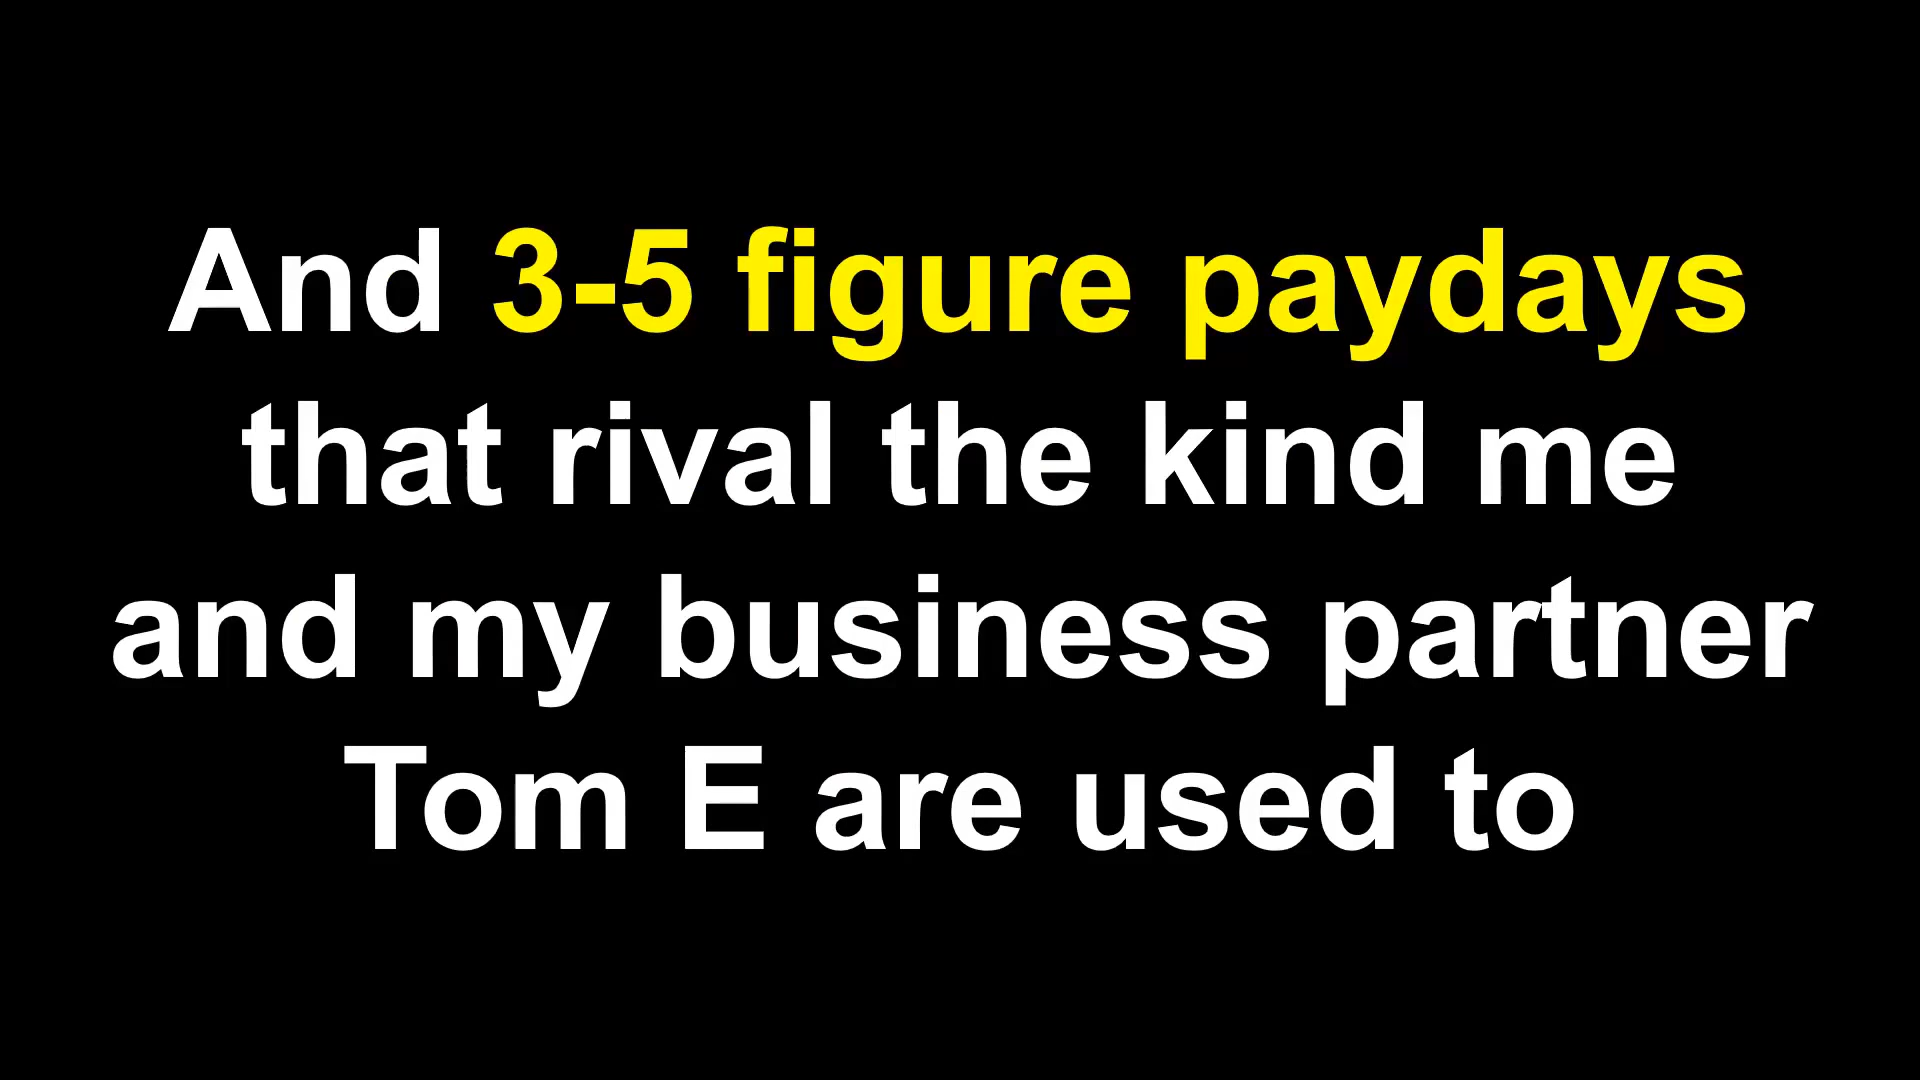 And 3-5 figure paydays
that rival the kind me
and my business partner
Tom E are used to